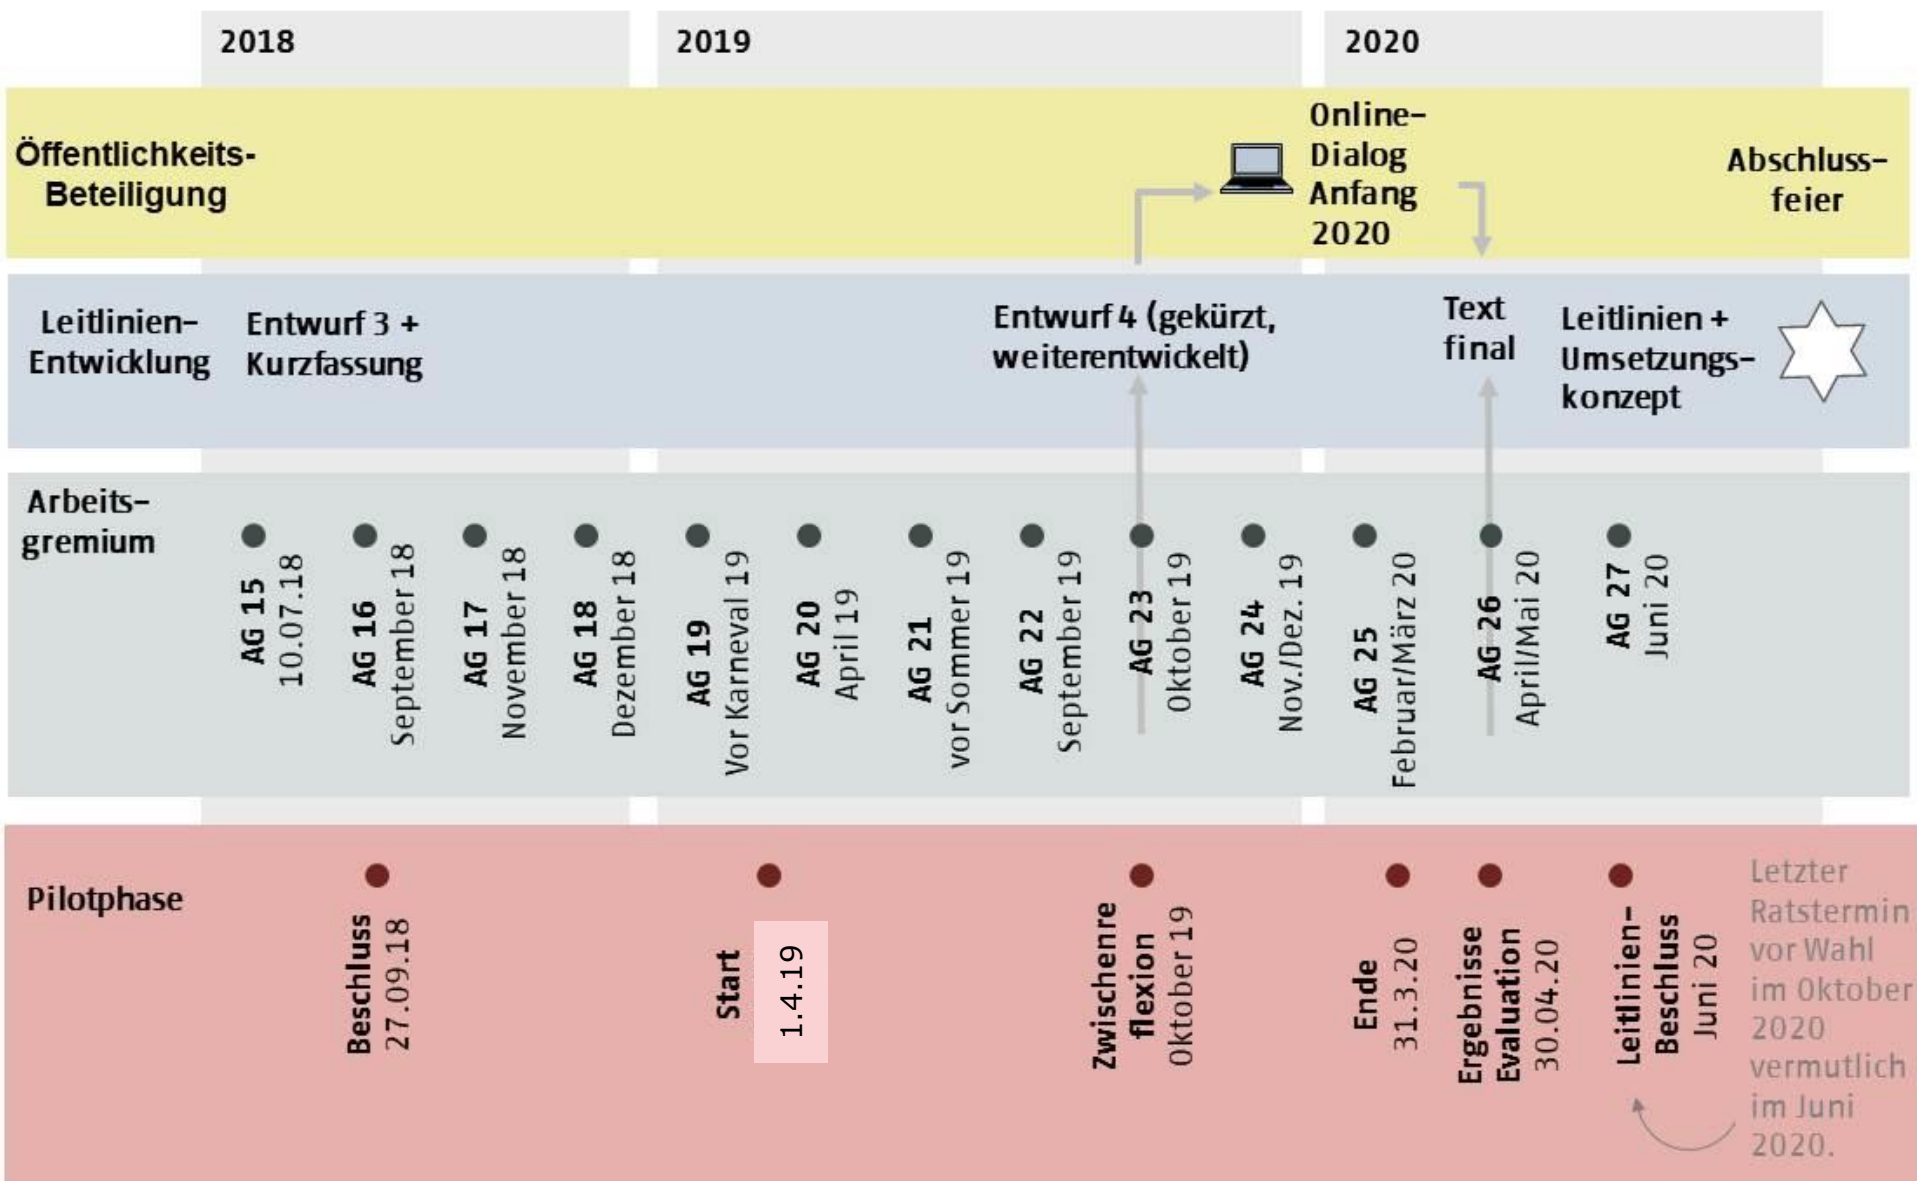 2018
2019
2020
Öffentlichkeits-
Beteiligung
Online-
Dialog
Anfang
2020
Abschluss-
feier
Leitlinien-
Entwicklung
Entwurf 3 +
Kurzfassung
Entwurf 4 (gekürzt,
weiterentwickelt)
Text
final
Leitlinien +
Umsetzungs-
konzept
Arbeits-
gremium
AG 15
10.07.18
AG 16
September 18
AG 17
November 18
AG 18
Dezember 18
AG 19
Vor Karneval 19
AG 20
April 19
AG 21
vor Sommer 19
AG 22
September 19
AG 23
Oktober 19
AG 24
Nov./Dez. 19
AG 25
Februar/März 20
AG 26
April/Mai 20
AG 27
Juni 20
Pilotphase
Beschluss
27.09.18
Start
1.4.19
Zwischenre
flexion
Oktober 19
Ende
31.3.20
Ergebnisse
Evaluation
30.04.20
Leitlinien-
Beschluss
Juni 20
Letzter
Ratstermin
vor Wahl
im Oktober
2020
vermutlich
im Juni
2020.